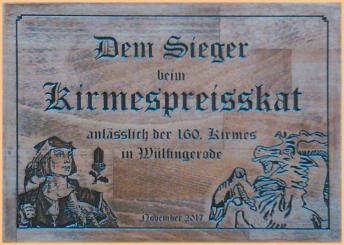 Dem Sieger
beim
Kirmespreisskat
anlässlich der 160. Kirmes
in Wülfingerode
November 2017